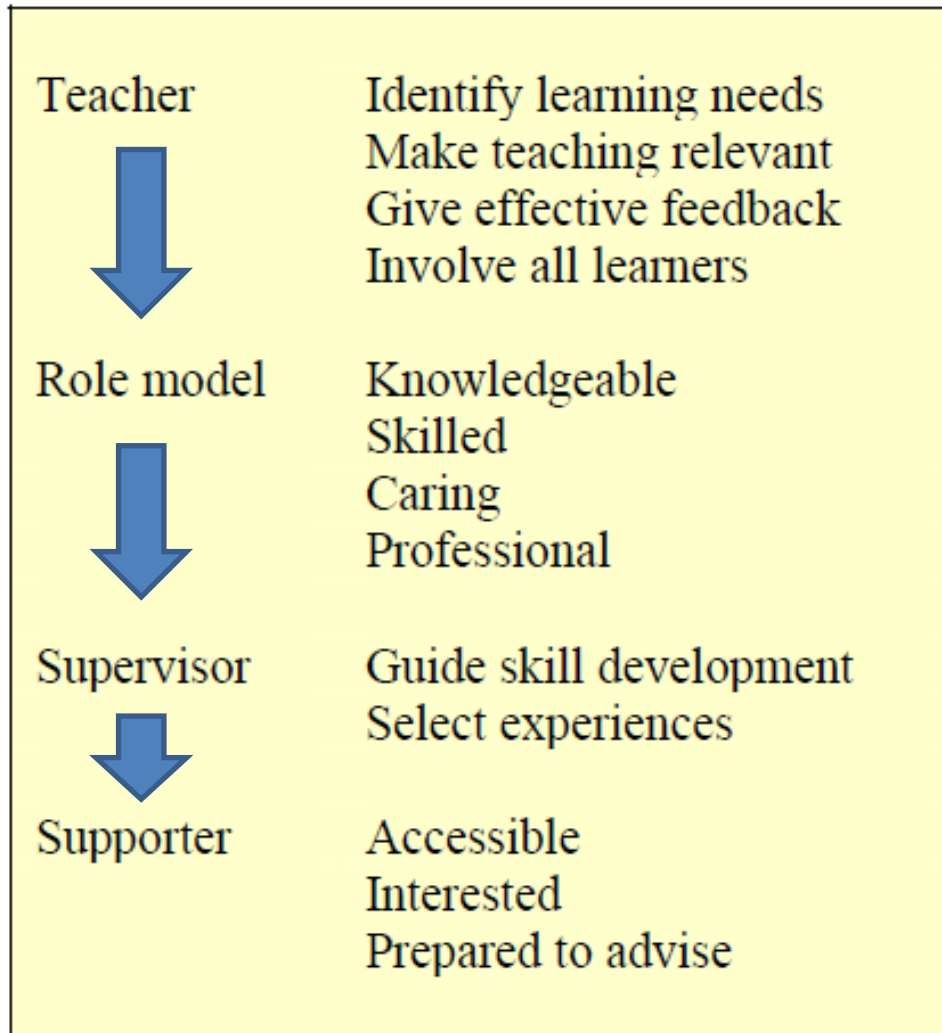 Teacher Identify learning needs
Make teaching relevant
Give effective feedback
Involve all learners
Role model Knowledgeable
Skilled
Caring
Professional
Supervisor Guide skill development
Select experiences
Supporter Accessible
Interested
Prepared to advise